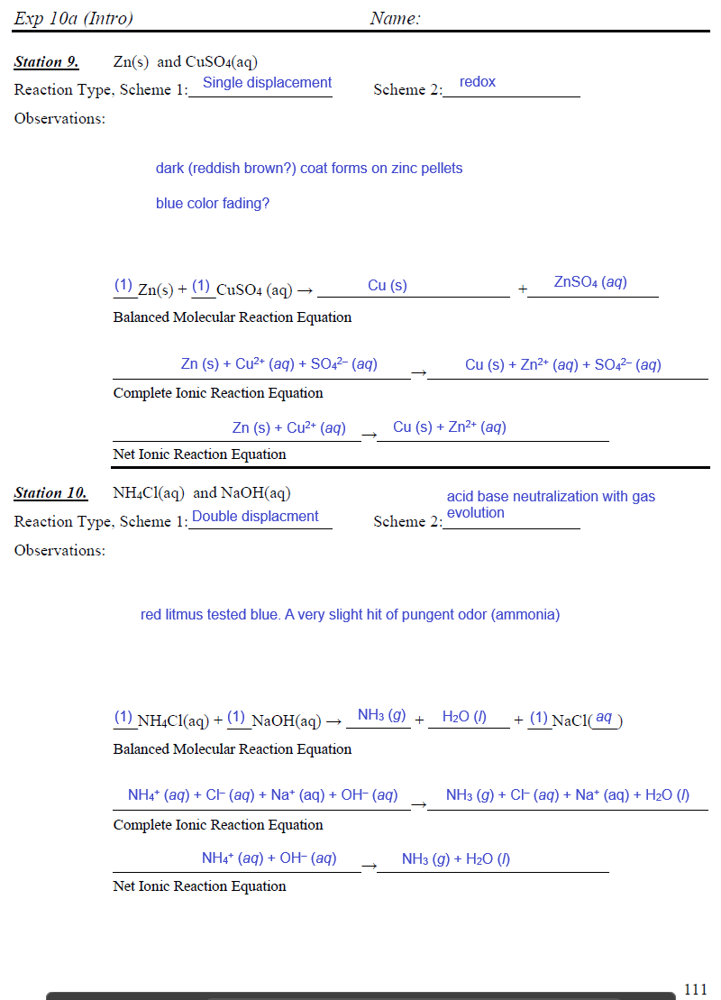 Exp 10a (Intro) Name:
Station 9. Zn(s) and CuSO4(aq)
Reaction Type, Scheme 1: Single displacement Scheme 2: redox
Observations:
dark (reddish brown?) coat forms on zinc pellets
blue color fading?
(1) Zn(s) + (1) CuSO4 (aq) → Cu (s) + ZnSO4 (aq)
Balanced Molecular Reaction Equation
Zn (s) + Cu²⁺ (aq) + SO4²⁻ (aq) → Cu (s) + Zn²⁺ (aq) + SO4²⁻ (aq)
Complete Ionic Reaction Equation
Zn (s) + Cu²⁺ (aq) → Cu (s) + Zn²⁺ (aq)
Net Ionic Reaction Equation
Station 10. NH4Cl(aq) and NaOH(aq)
Reaction Type, Scheme 1: Double displacment Scheme 2: acid base neutralization with gas
evolution
Observations:
red litmus tested blue. A very slight hit of pungent odor (ammonia)
(1) NH4Cl(aq) + (1) NaOH(aq) → NH3 (g) + H2O (l) + (1) NaCl( aq )
Balanced Molecular Reaction Equation
NH4⁺ (aq) + Cl⁻ (aq) + Na⁺ (aq) + OH⁻ (aq) → NH3 (g) + Cl⁻ (aq) + Na⁺ (aq) + H2O (l)
Complete Ionic Reaction Equation
NH4⁺ (aq) + OH⁻ (aq) → NH3 (g) + H2O (l)
Net Ionic Reaction Equation
111